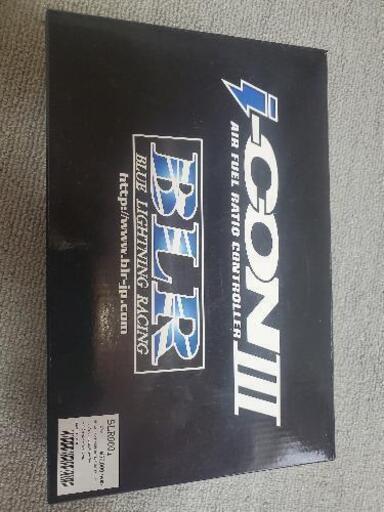 i-CON III
AIR FUEL RATIO CONTROLLER
BLR
BLUE LIGHTNING RACING
http://www.blr-jp.com